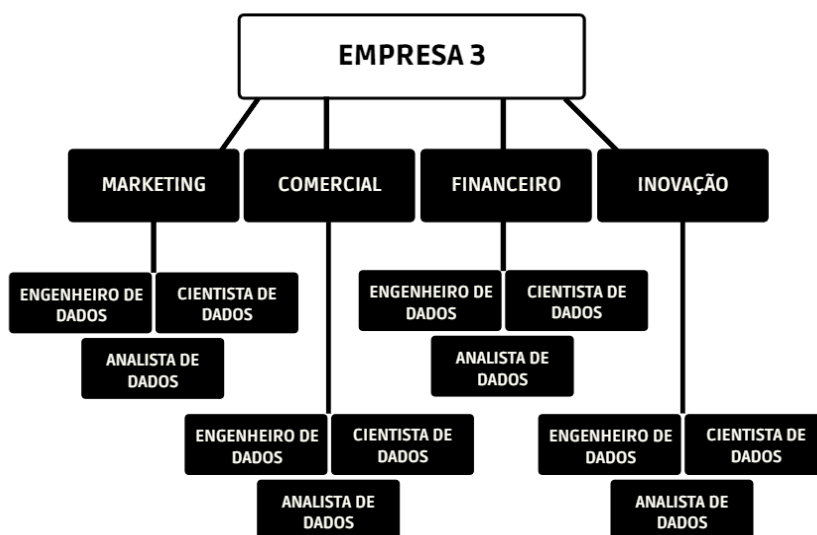 EMPRESA 3
MARKETING
COMERCIAL
FINANCEIRO
INOVAÇÃO
ENGENHEIRO DE
DADOS
CIENTISTA DE
DADOS
ANALISTA DE
DADOS
ENGENHEIRO DE
DADOS
CIENTISTA DE
DADOS
ANALISTA DE
DADOS
ENGENHEIRO DE
DADOS
CIENTISTA DE
DADOS
ANALISTA DE
DADOS
ENGENHEIRO DE
DADOS
CIENTISTA DE
DADOS
ANALISTA DE
DADOS